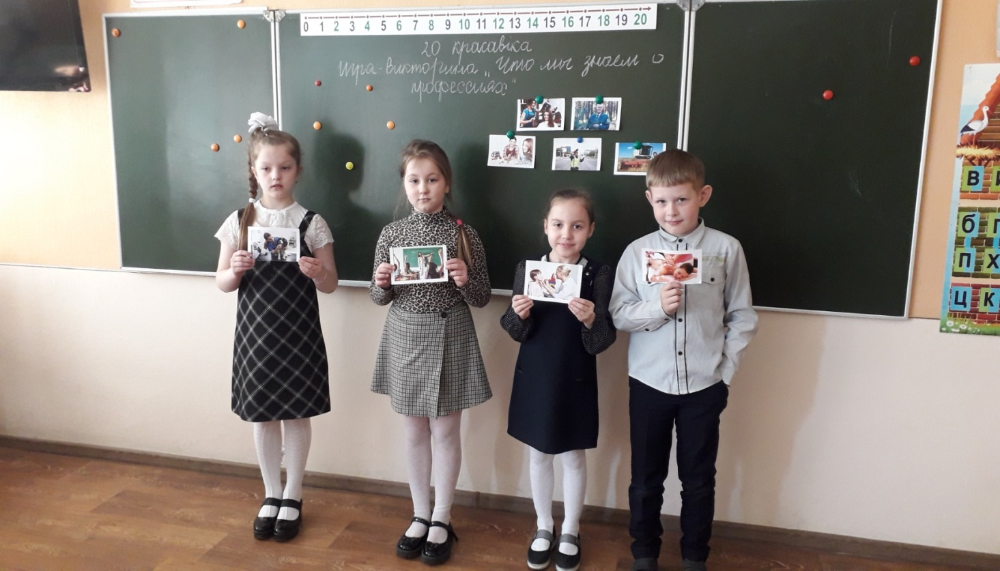 0 1 2 3 4 5 6 7 8 9 10 11 12 13 14 15 16 17 18 19 20
20 красавіка
Игра-викторина „Что мы знаем о
профессиях“
В И
б
П Х
Ц К